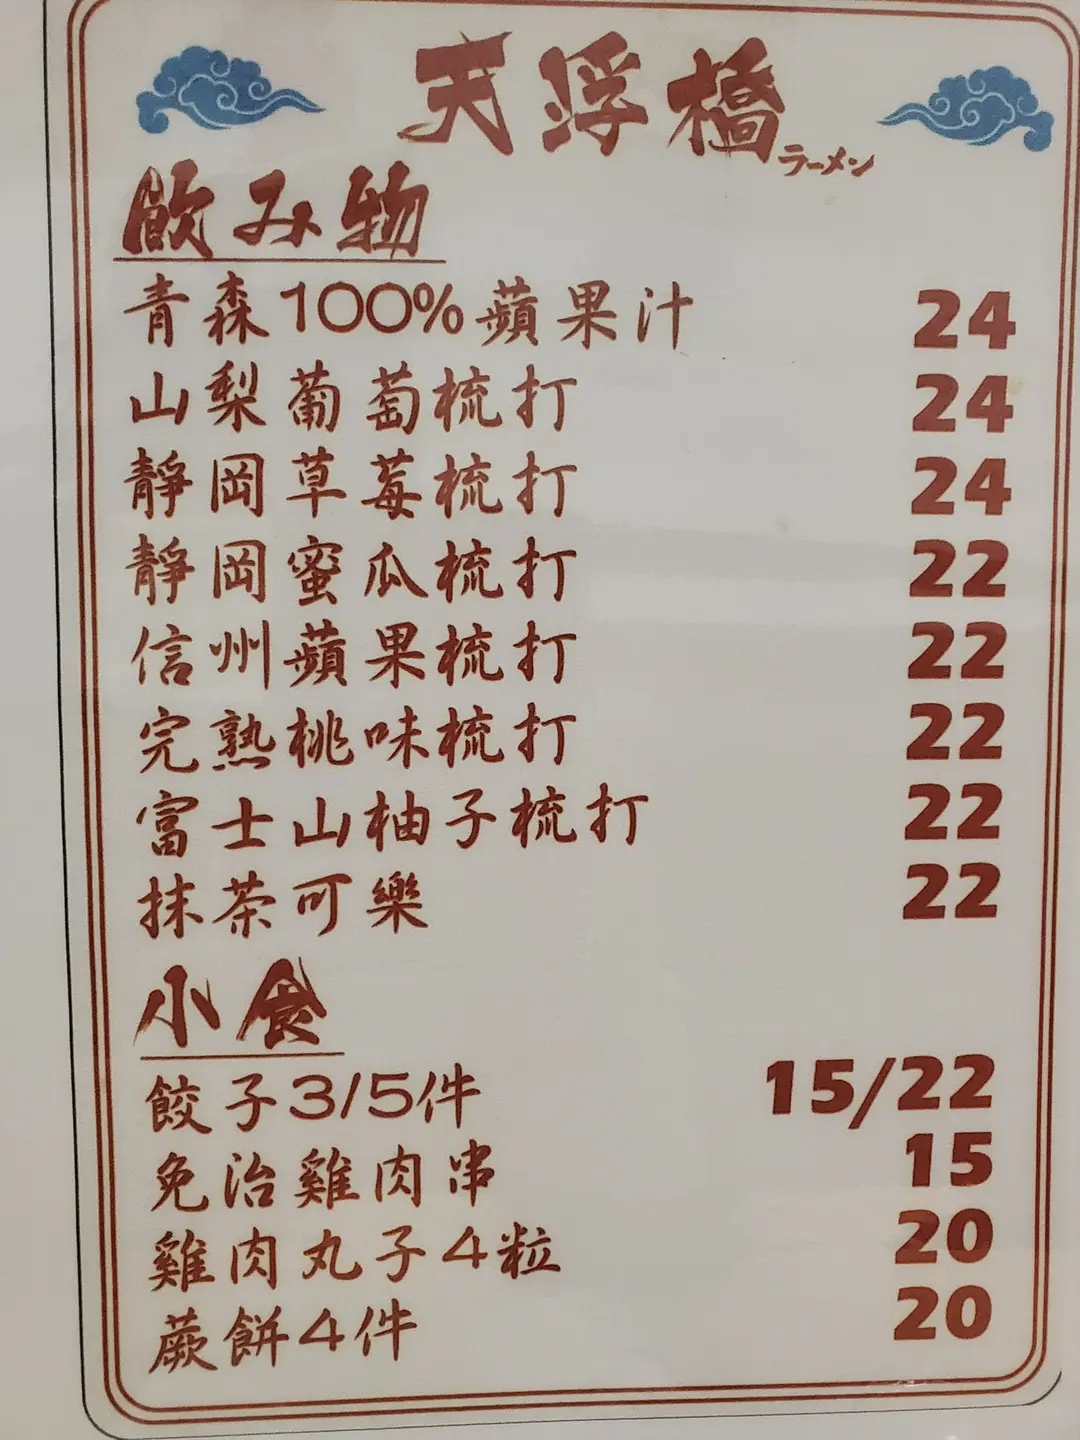 天浮橋
ラーメン
飲み物
青森100%蘋果汁 24
山梨葡萄梳打 24
靜岡草莓梳打 24
靜岡蜜瓜梳打 22
信州蘋果梳打 22
完熟桃味梳打 22
富士山柚子梳打 22
抹茶可樂 22
小食
餃子3/5件 15/22
免治雞肉串 15
雞肉丸子4粒 20
蕨餅4件 20